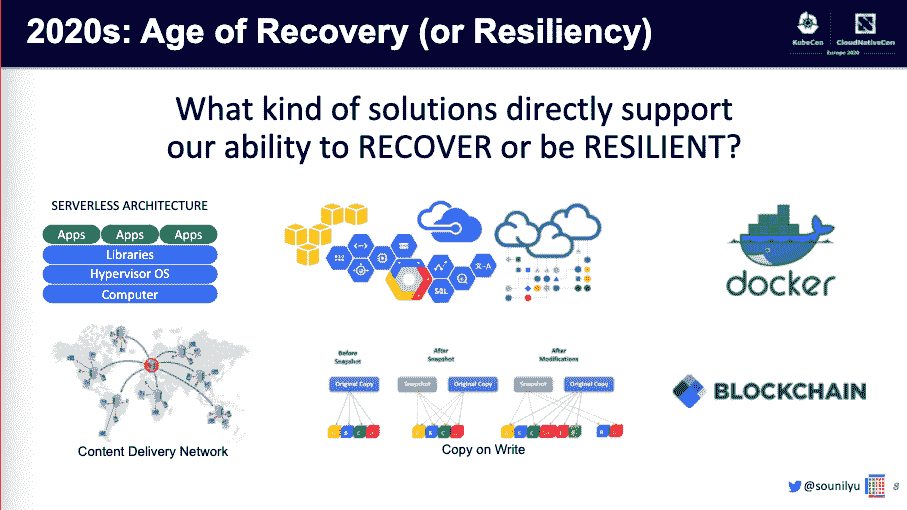 2020s: Age of Recovery (or Resiliency)
KubeCon
CloudNativeCon
Europe 2020
What kind of solutions directly support
our ability to RECOVER or be RESILIENT?
SERVERLESS ARCHITECTURE
Apps Apps Apps
Libraries
Hypervisor OS
Computer
SQL
docker
Content Delivery Network
Before
Snapshot
After
Snapshot
After
Modifications
Original Copy
Snapshot
Original Copy
Snapshot
Original Copy
Copy on Write
BLOCKCHAIN
@sounilyu
8